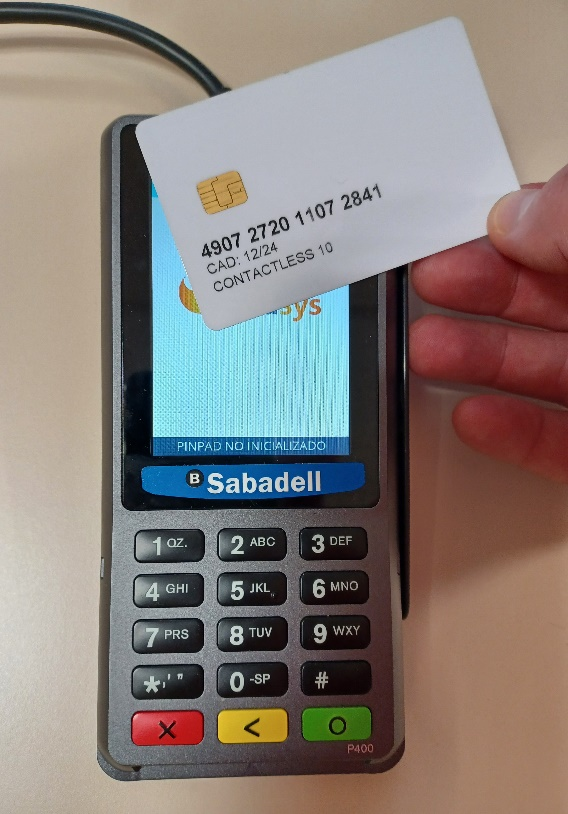 4907 2720 1107 2841
CAD: 12/24
CONTACTLESS 10
sys
PINPAD NO INICIALIZADO
B Sabadell
1 QZ. 2 ABC 3 DEF
4 GHI 5 JKL 6 MNO
7 PRS 8 TUV 9 WXY
*,'" 0 -SP #
X < O
P400